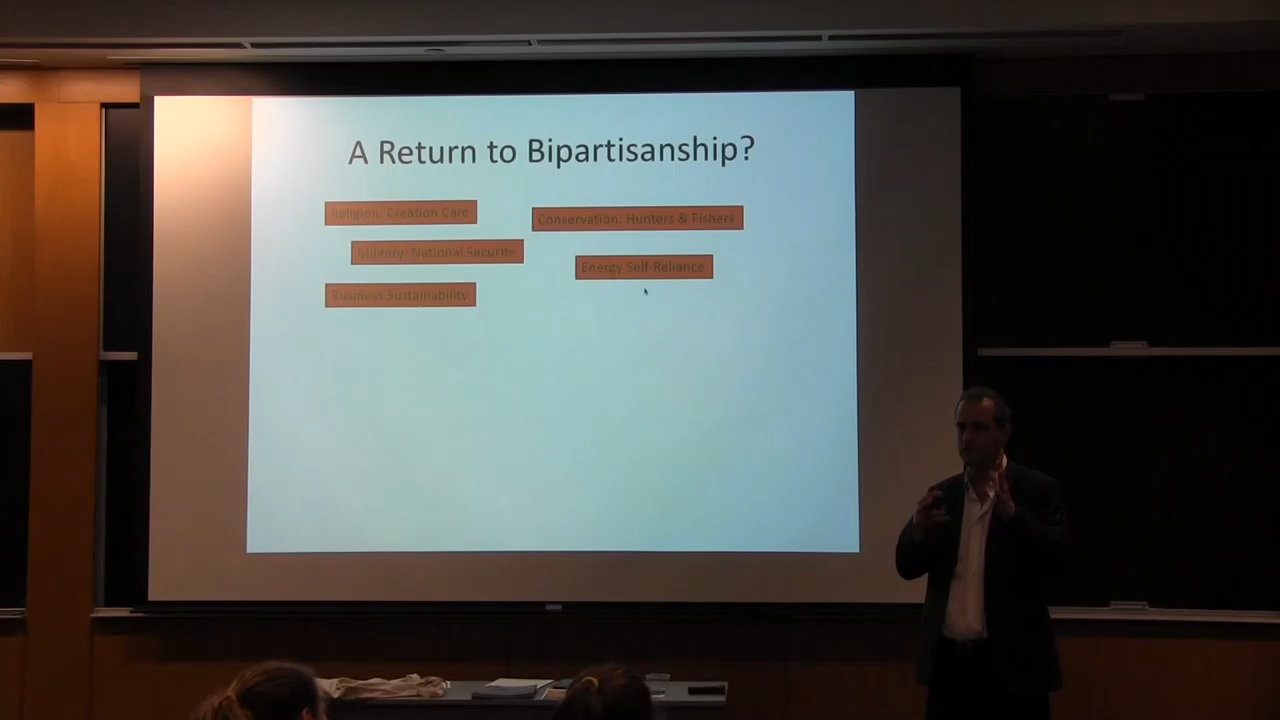 A Return to Bipartisanship?
Religion: Creation Care
Conservation: Hunters & Fishers
Military: National Security
Energy Self-Reliance
Business Sustainability